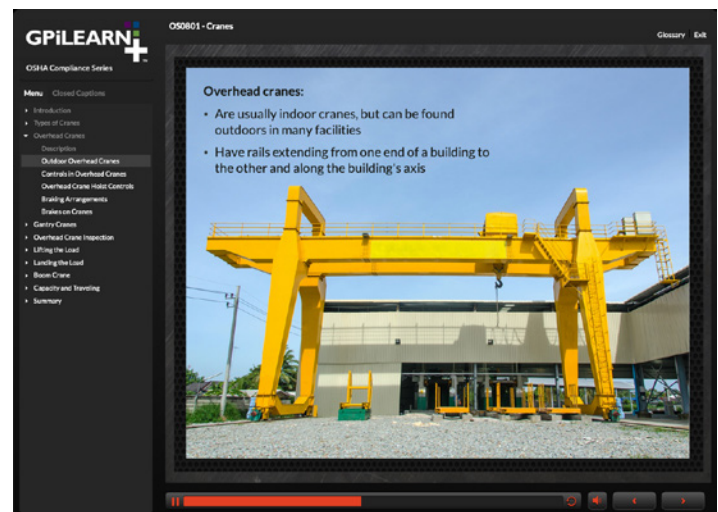 OS0801 - Cranes
Glossary Exit
GPiLEARN+™
OSHA Compliance Series
Menu Closed Captions
Introduction
Types of Cranes
Overhead Cranes
Description
Outdoor Overhead Cranes
Controls in Overhead Cranes
Overhead Crane Hoist Controls
Braking Arrangements
Brakes on Cranes
Gantry Cranes
Overhead Crane Inspection
Lifting the Load
Landing the Load
Boom Crane
Capacity and Traveling
Summary
Overhead cranes:
• Are usually indoor cranes, but can be found
outdoors in many facilities
• Have rails extending from one end of a building to
the other and along the building's axis